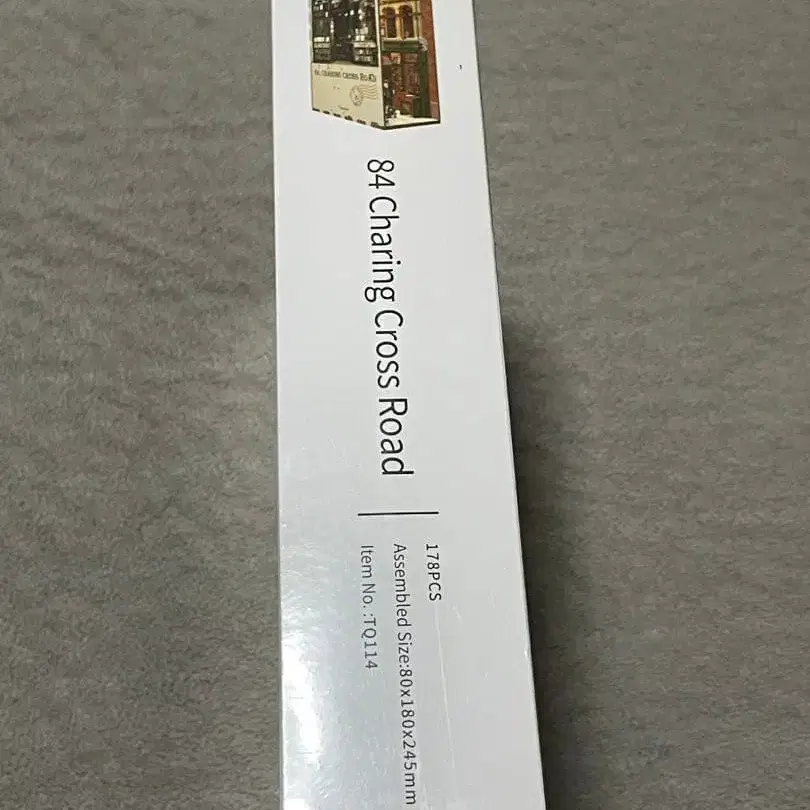 84 CHARING CROSS ROAD
84 Charing Cross Road
178PCS
Assembled Size:80x180x245mm
Item No.:TQ114